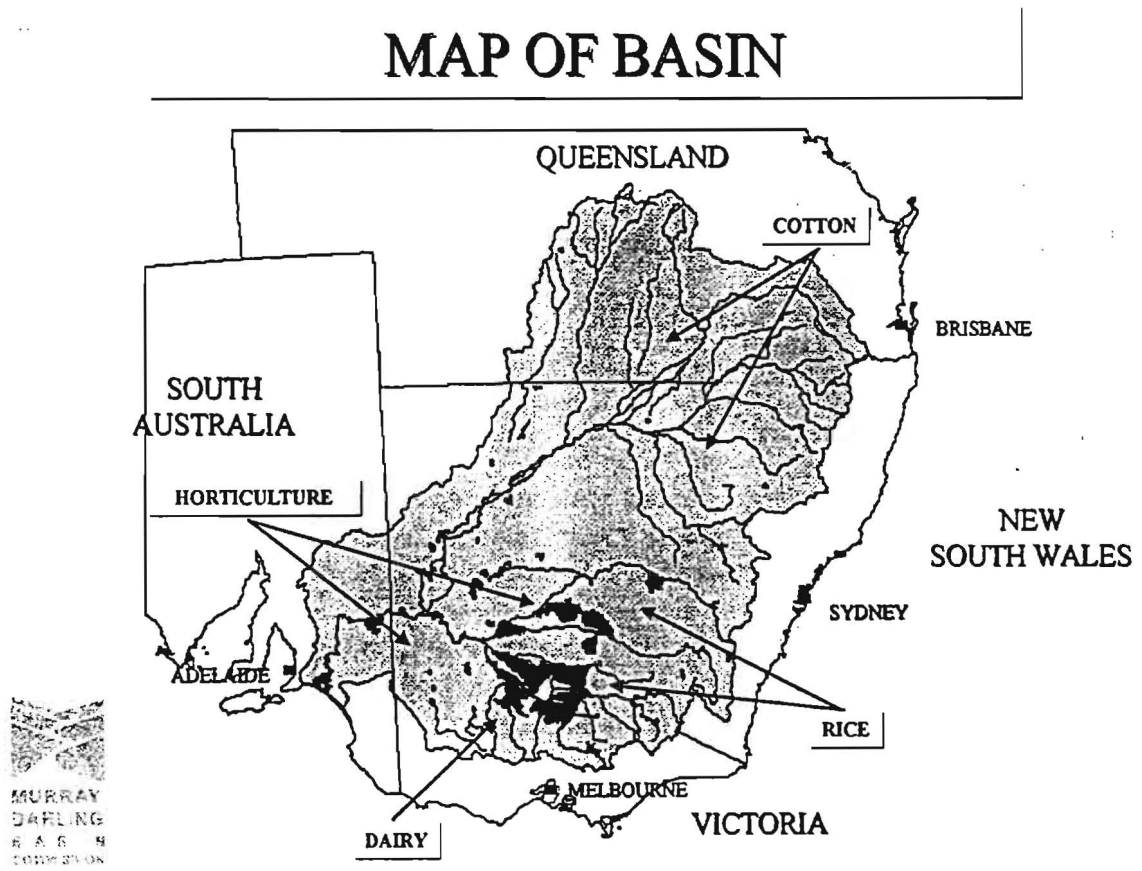 MAP OF BASIN
QUEENSLAND
COTTON
BRISBANE
SOUTH
AUSTRALIA
HORTICULTURE
NEW
SOUTH WALES
SYDNEY
ADELAIDE
RICE
MELBOURNE
VICTORIA
DAIRY
MURRAY
DARLING